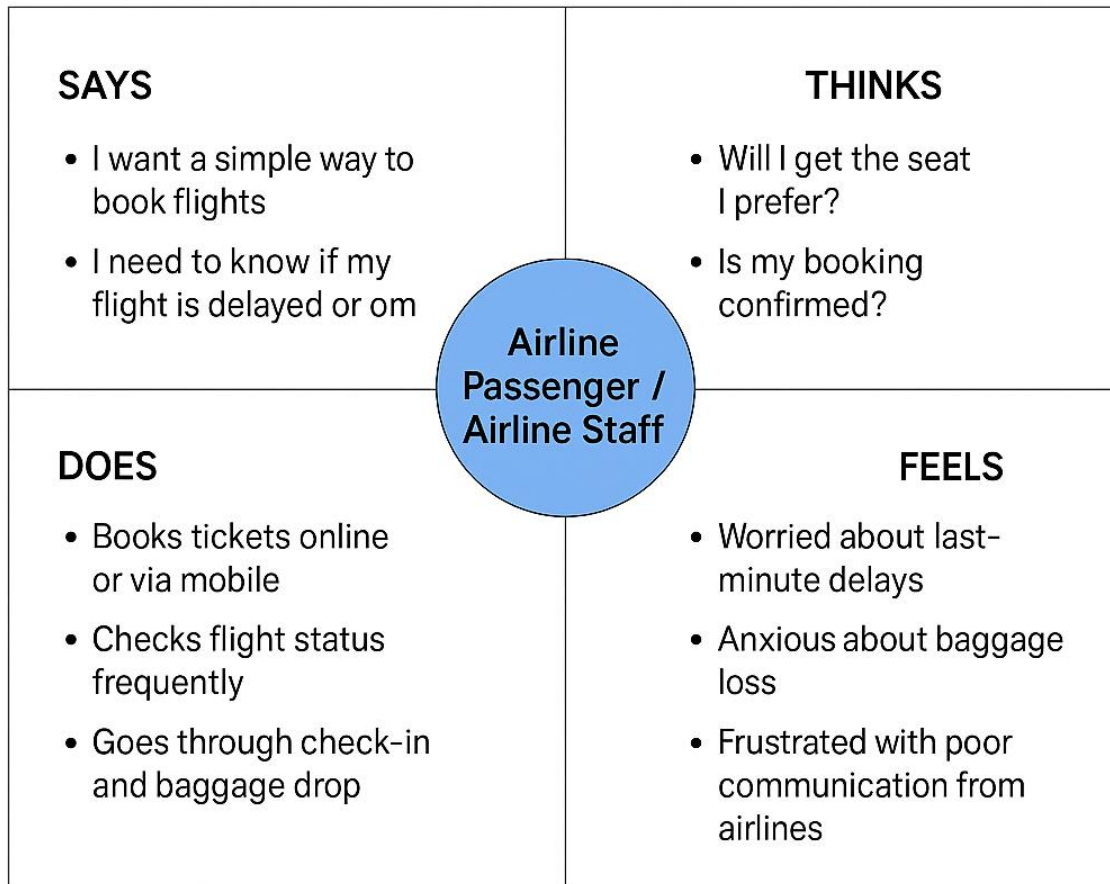 SAYS
• I want a simple way to
book flights
• I need to know if my
flight is delayed or om
THINKS
• Will I get the seat
I prefer?
• Is my booking
confirmed?
Airline
Passenger /
Airline Staff
DOES
• Books tickets online
or via mobile
• Checks flight status
frequently
• Goes through check-in
and baggage drop
FEELS
• Worried about last-
minute delays
• Anxious about baggage
loss
• Frustrated with poor
communication from
airlines